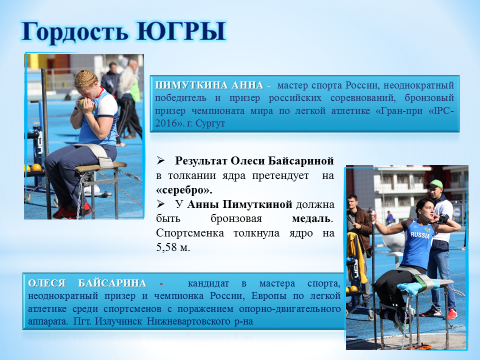 Гордость ЮГРЫ
ПИМУТКИНА АННА - мастер спорта России, неоднократный
победитель и призер российских соревнований, бронзовый
призер чемпионата мира по легкой атлетике «Гран-при «IPC-
2016». г. Сургут
➢ Результат Олеси Байсариной
в толкании ядра претендует на
«серебро».
➢ У Анны Пимуткиной должна
быть бронзовая медаль.
Спортсменка толкнула ядро на
5,58 м.
RUSSIA
ОЛЕСЯ БАЙСАРИНА - кандидат в мастера спорта,
неоднократный призер и чемпионка России, Европы по легкой
атлетике среди спортсменов с поражением опорно-двигательного
аппарата. Пгт. Излучинск Нижневартовского р-на